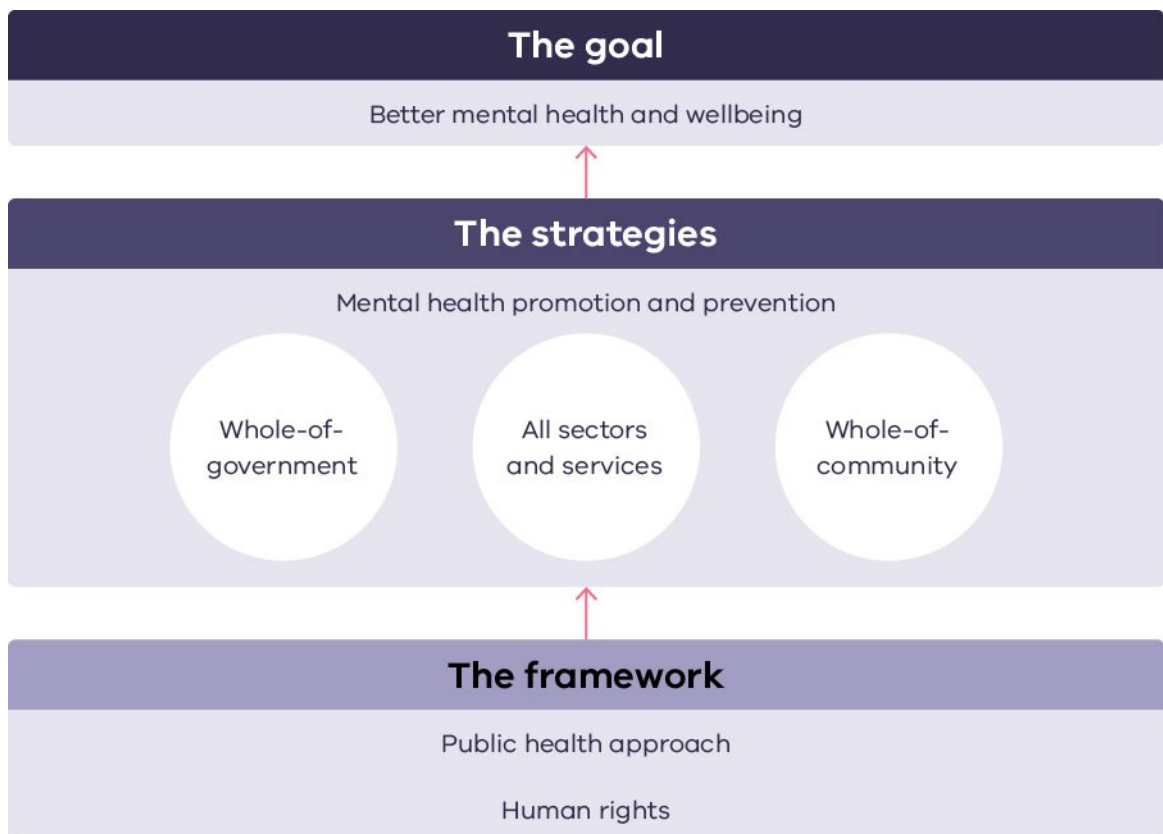 The goal
Better mental health and wellbeing
The strategies
Mental health promotion and prevention
Whole-of-
government
All sectors
and services
Whole-of-
community
The framework
Public health approach
Human rights